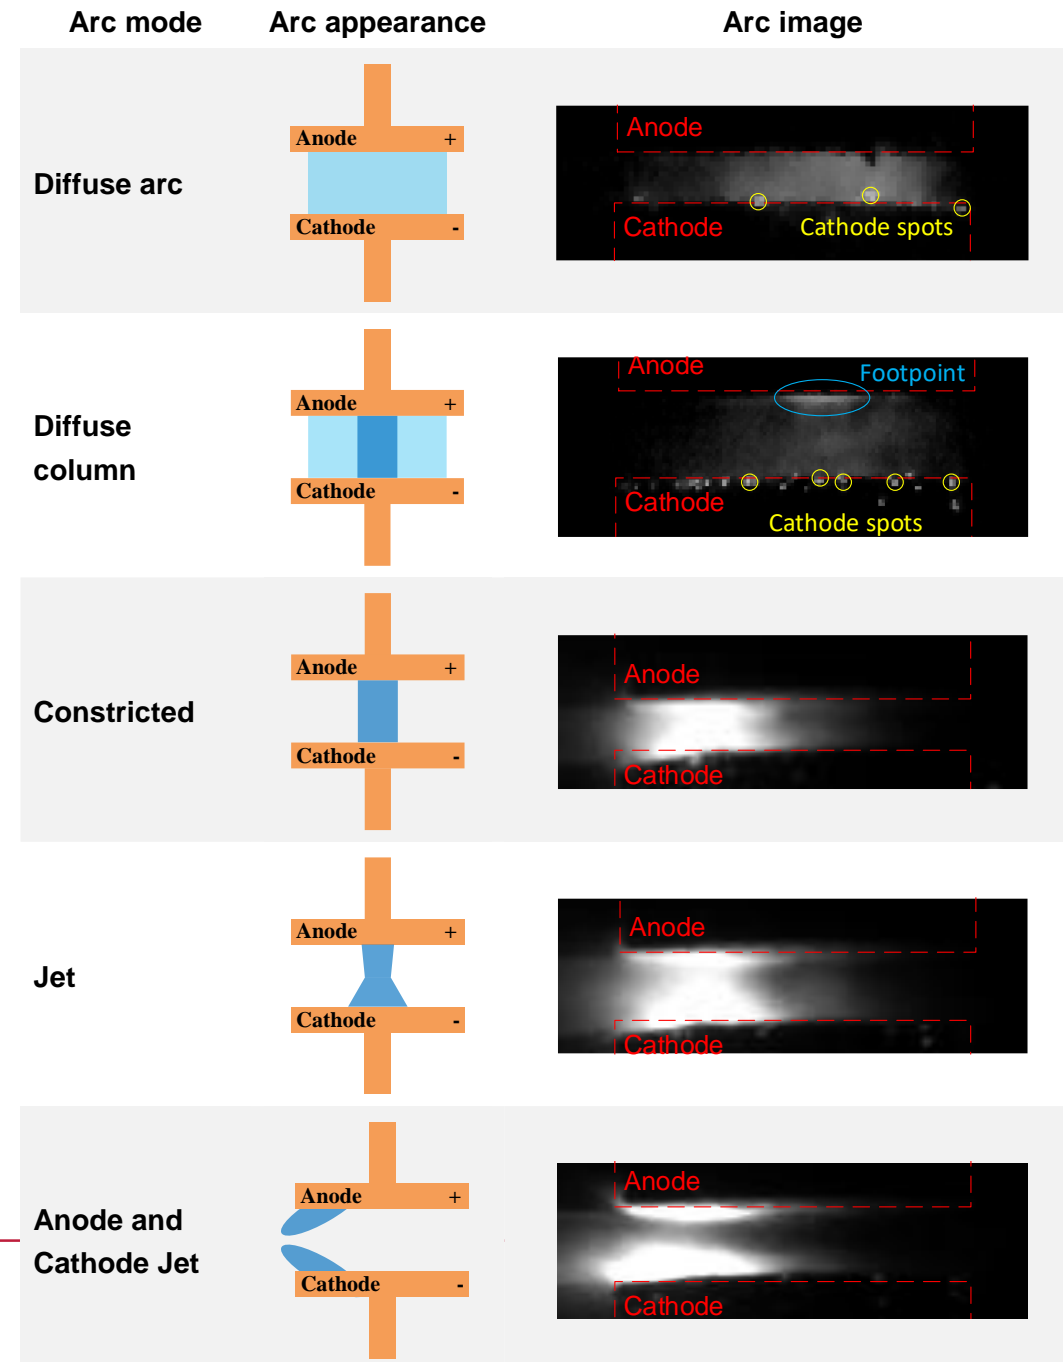 Arc mode Arc appearance Arc image
Diffuse arc
Anode +
Cathode -
Anode
Cathode
Cathode spots
Diffuse
column
Anode +
Cathode -
Anode
Footpoint
Cathode
Cathode spots
Constricted
Anode +
Cathode -
Anode
Cathode
Jet
Anode +
Cathode -
Anode
Cathode
Anode and
Cathode Jet
Anode +
Cathode -
Anode
Cathode